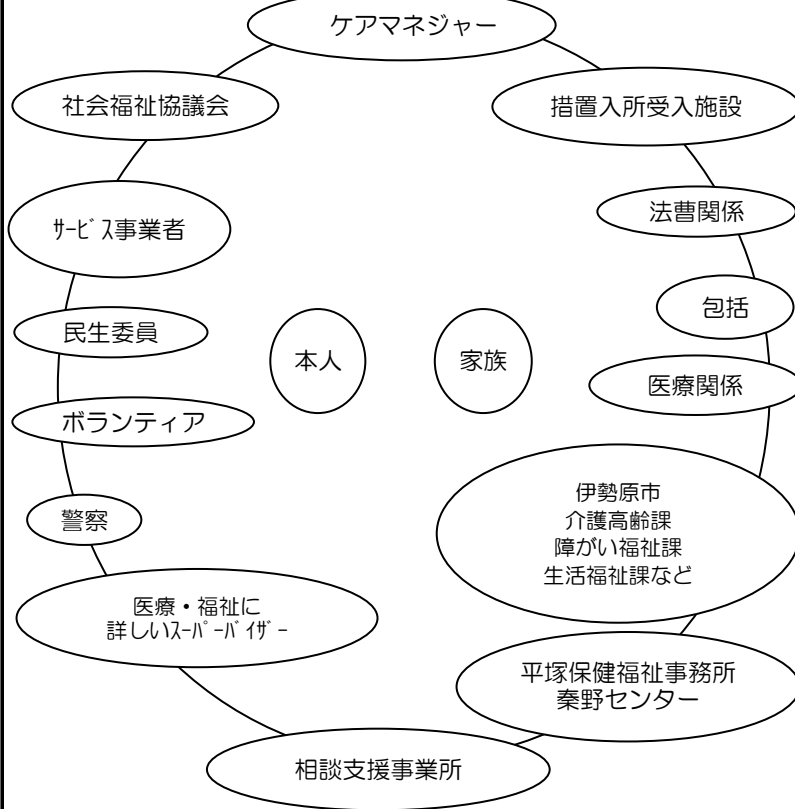 ケアマネジャー
社会福祉協議会
措置入所受入施設
法曹関係
ｻｰﾋﾞｽ事業者
包括
民生委員
本人
家族
医療関係
ボランティア
伊勢原市
介護高齢課
障がい福祉課
生活福祉課など
警察
医療・福祉に
詳しいｽｰﾊﾟｰﾊﾞｲｻﾞｰ
平塚保健福祉事務所
秦野センター
相談支援事業所